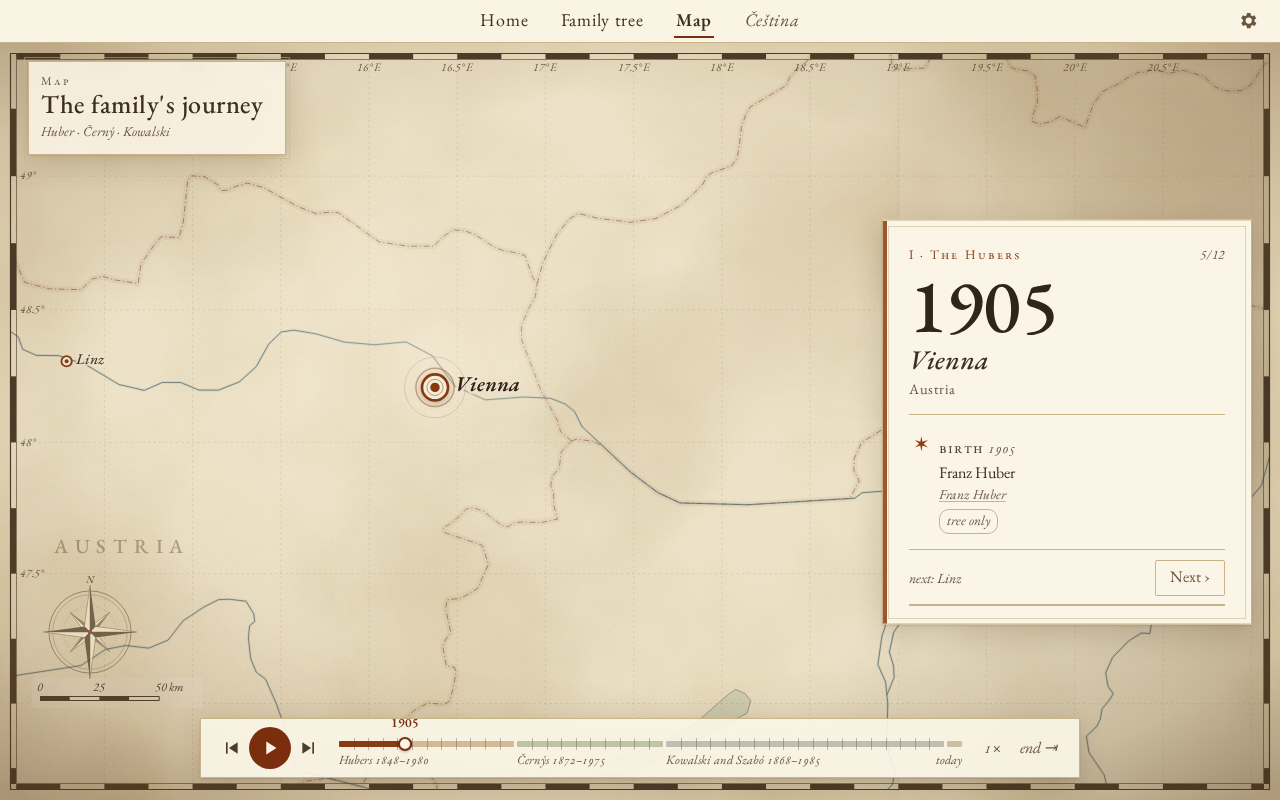 Home Family tree Map Čeština
Map
The family's journey
Huber · Černý · Kowalski
16°E 16.5°E 17°E 17.5°E 18°E 18.5°E 19°E 19.5°E 20°E 20.5°E
49°
48.5°
48°
47.5°
Linz
Vienna
AUSTRIA
N
0 25 50 km
I · The Hubers 5/12
1905
Vienna
Austria
BIRTH 1905
Franz Huber
Franz Huber
tree only
next: Linz Next ›
1905
Hubers 1848–1980 Černýs 1872–1975 Kowalski and Szabó 1868–1985 today
1× end ⇥